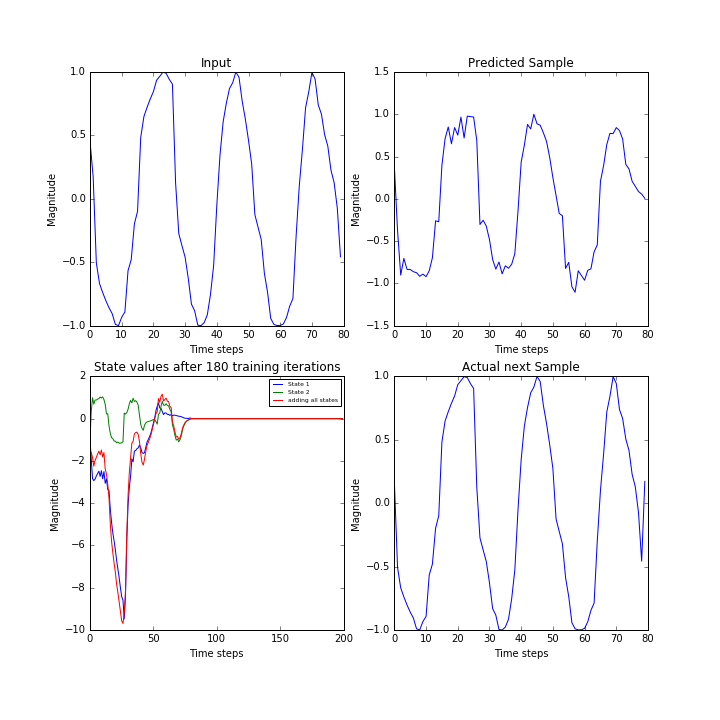 Input
Magnitude
1.0
0.5
0.0
−0.5
−1.0
0 10 20 30 40 50 60 70 80
Time steps
Predicted Sample
Magnitude
1.5
1.0
0.5
0.0
−0.5
−1.0
−1.5
0 10 20 30 40 50 60 70 80
Time steps
State values after 180 training iterations
Magnitude
2
0
−2
−4
−6
−8
−10
0 50 100 150 200
Time steps
State 1
State 2
adding all states
Actual next Sample
Magnitude
1.0
0.5
0.0
−0.5
−1.0
0 10 20 30 40 50 60 70 80
Time steps